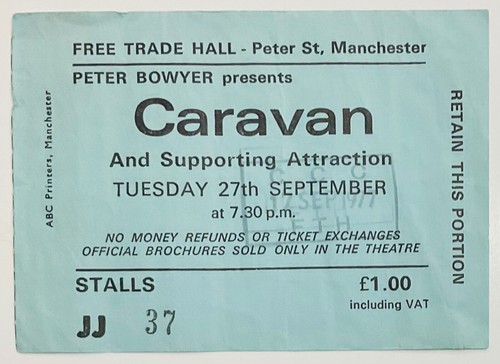 FREE TRADE HALL - Peter St, Manchester
PETER BOWYER presents
Caravan
And Supporting Attraction
TUESDAY 27th SEPTEMBER
at 7.30 p.m.
NO MONEY REFUNDS OR TICKET EXCHANGES
OFFICIAL BROCHURES SOLD ONLY IN THE THEATRE
STALLS £1.00
including VAT
JJ 37
ABC Printers, Manchester
RETAIN THIS PORTION
SEP 1977